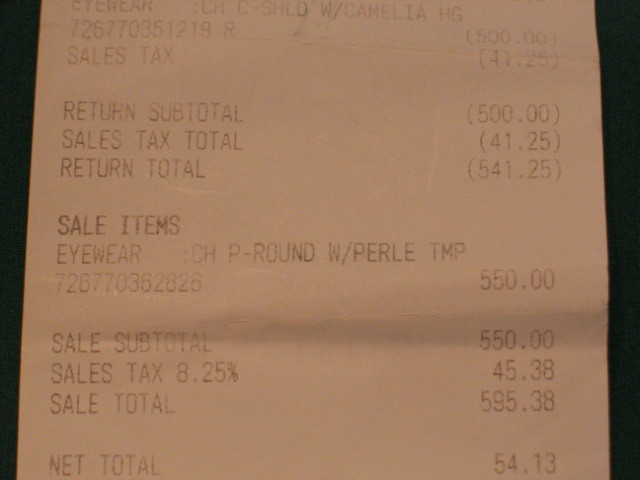 EYEWEAR :CH C-SHLD W/CAMELIA HG
726770351219 R (500.00)
SALES TAX (41.25)
RETURN SUBTOTAL (500.00)
SALES TAX TOTAL (41.25)
RETURN TOTAL (541.25)
SALE ITEMS
EYEWEAR :CH P-ROUND W/PERLE TMP
726770362826 550.00
SALE SUBTOTAL 550.00
SALES TAX 8.25% 45.38
SALE TOTAL 595.38
NET TOTAL 54.13